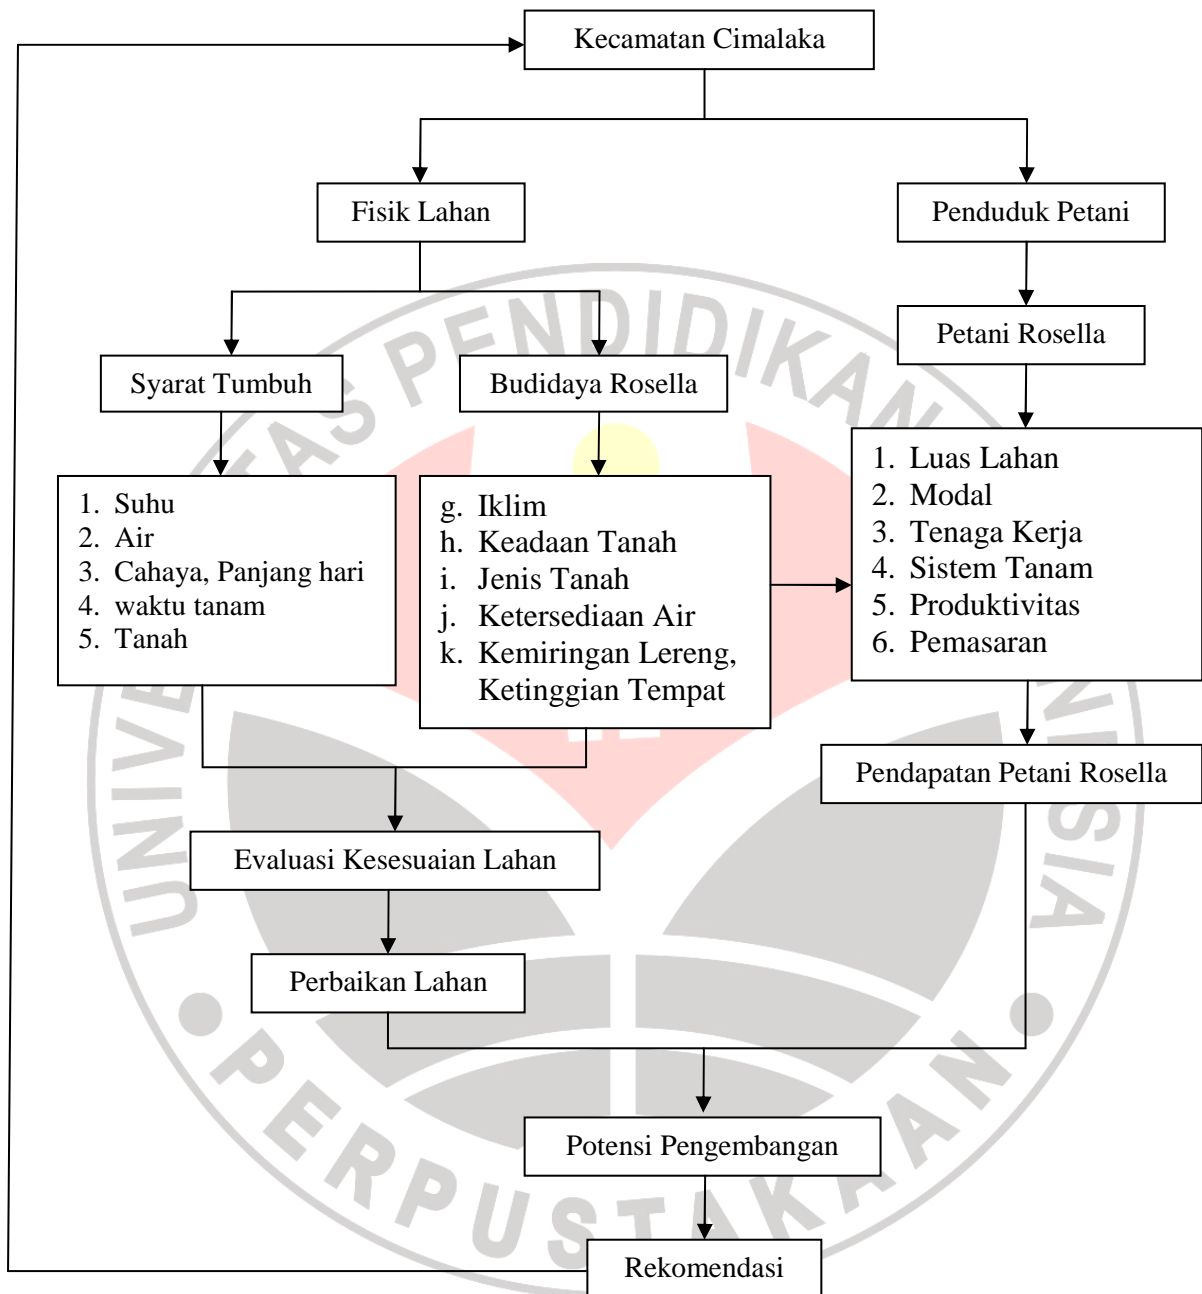 Kecamatan Cimalaka
Fisik Lahan
Penduduk Petani
Petani Rosella
Syarat Tumbuh
Budidaya Rosella
1. Suhu
2. Air
3. Cahaya, Panjang hari
4. waktu tanam
5. Tanah
g. Iklim
h. Keadaan Tanah
i. Jenis Tanah
j. Ketersediaan Air
k. Kemiringan Lereng,
Ketinggian Tempat
1. Luas Lahan
2. Modal
3. Tenaga Kerja
4. Sistem Tanam
5. Produktivitas
6. Pemasaran
Pendapatan Petani Rosella
Evaluasi Kesesuaian Lahan
Perbaikan Lahan
Potensi Pengembangan
Rekomendasi
PERPUSTAKAAN